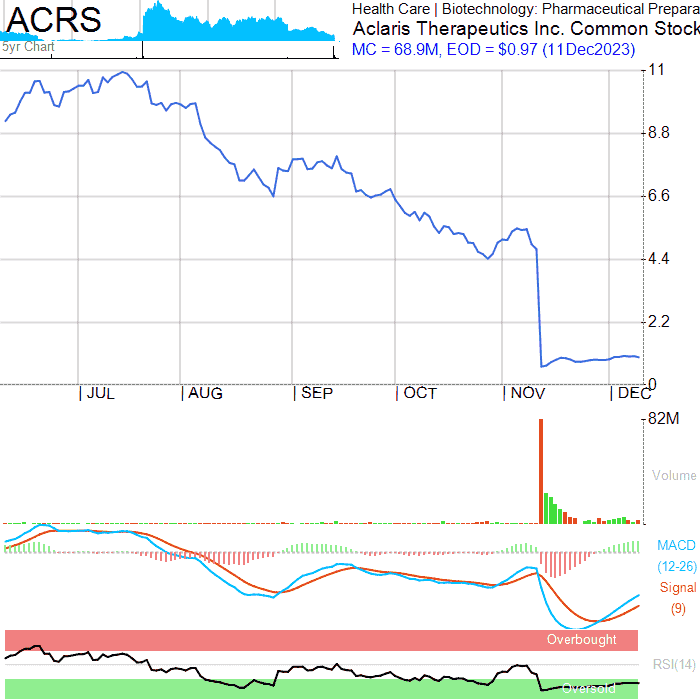 ACRS
5yr Chart
Health Care | Biotechnology: Pharmaceutical Prepara
Aclaris Therapeutics Inc. Common Stock
MC = 68.9M, EOD = $0.97 (11Dec2023)
11
8.8
6.6
4.4
2.2
0
| JUL | AUG | SEP | OCT | NOV | DEC
82M
Volume
MACD
(12-26)
Signal
(9)
Overbought
RSI(14)
Oversold